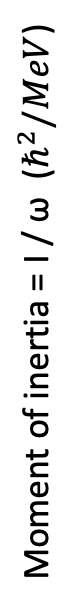 Moment of inertia = I / ω (ℏ²/MeV)